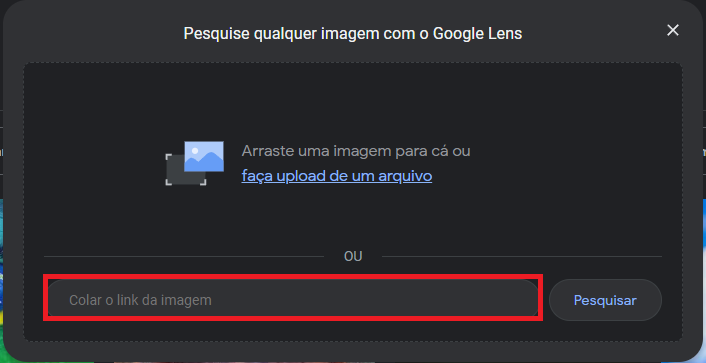 Pesquise qualquer imagem com o Google Lens
Arraste uma imagem para cá ou
faça upload de um arquivo
OU
Colar o link da imagem
Pesquisar